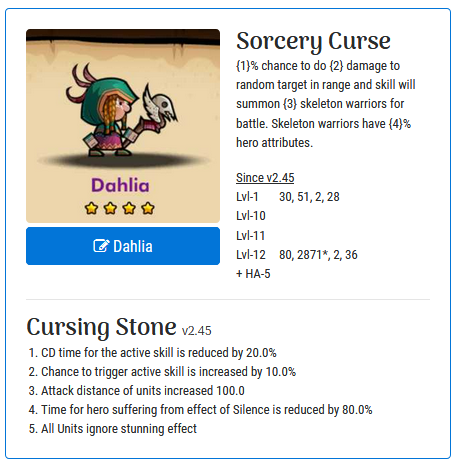 Sorcery Curse
{1}% chance to do {2} damage to
random target in range and skill will
summon {3} skeleton warriors for
battle. Skeleton warriors have {4}%
hero attributes.
Since v2.45
Lvl-1 30, 51, 2, 28
Lvl-10
Lvl-11
Lvl-12 80, 2871*, 2, 36
+ HA-5
Dahlia
Dahlia
Cursing Stone v2.45
1. CD time for the active skill is reduced by 20.0%
2. Chance to trigger active skill is increased by 10.0%
3. Attack distance of units increased 100.0
4. Time for hero suffering from effect of Silence is reduced by 80.0%
5. All Units ignore stunning effect